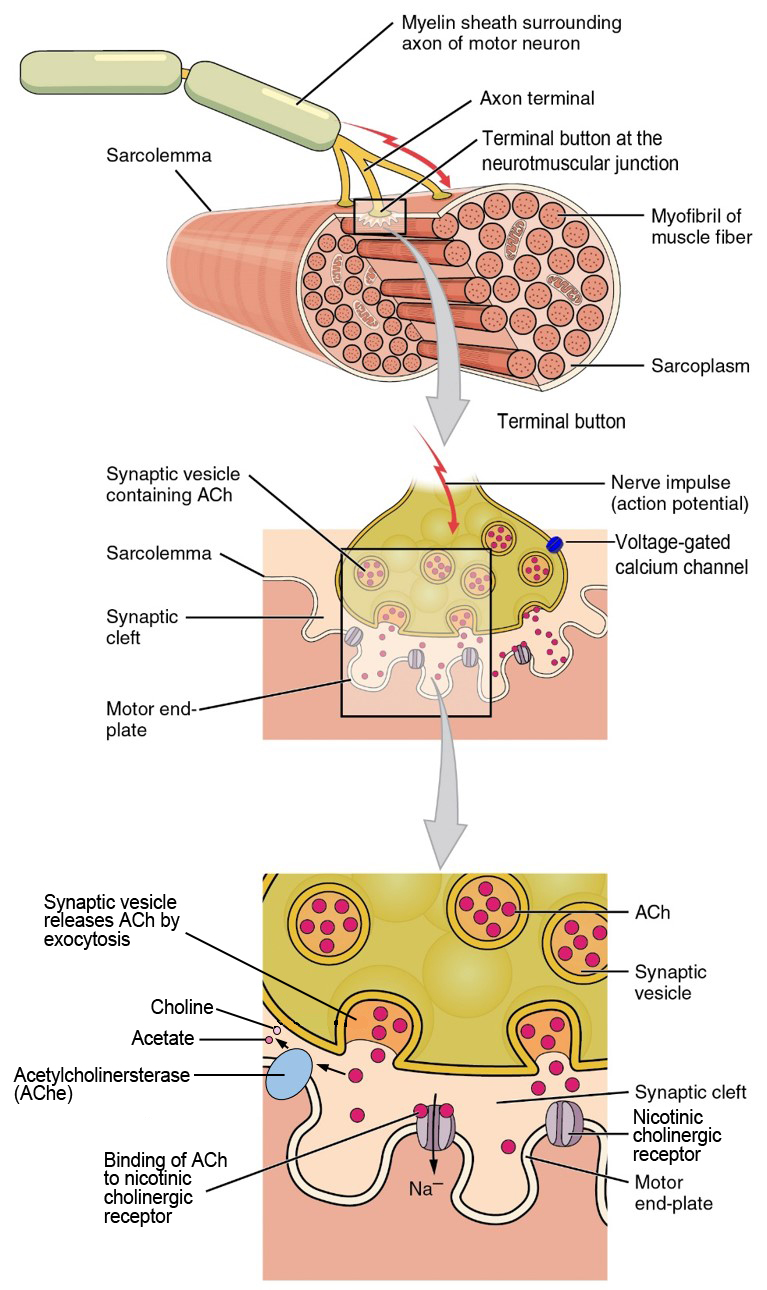 Myelin sheath surrounding
axon of motor neuron
Axon terminal
Terminal button at the
neurotmuscular junction
Sarcolemma
Myofibril of
muscle fiber
Sarcoplasm
Terminal button
Synaptic vesicle
containing ACh
Nerve impulse
(action potential)
Sarcolemma
Voltage-gated
calcium channel
Synaptic
cleft
Motor end-
plate
Synaptic vesicle
releases ACh by
exocytosis
ACh
Synaptic
vesicle
Choline
Acetate
Acetylcholinersterase
(AChe)
Synaptic cleft
Nicotinic
cholinergic
receptor
Binding of ACh
to nicotinic
cholinergic
receptor
Na⁻
Motor
end-plate